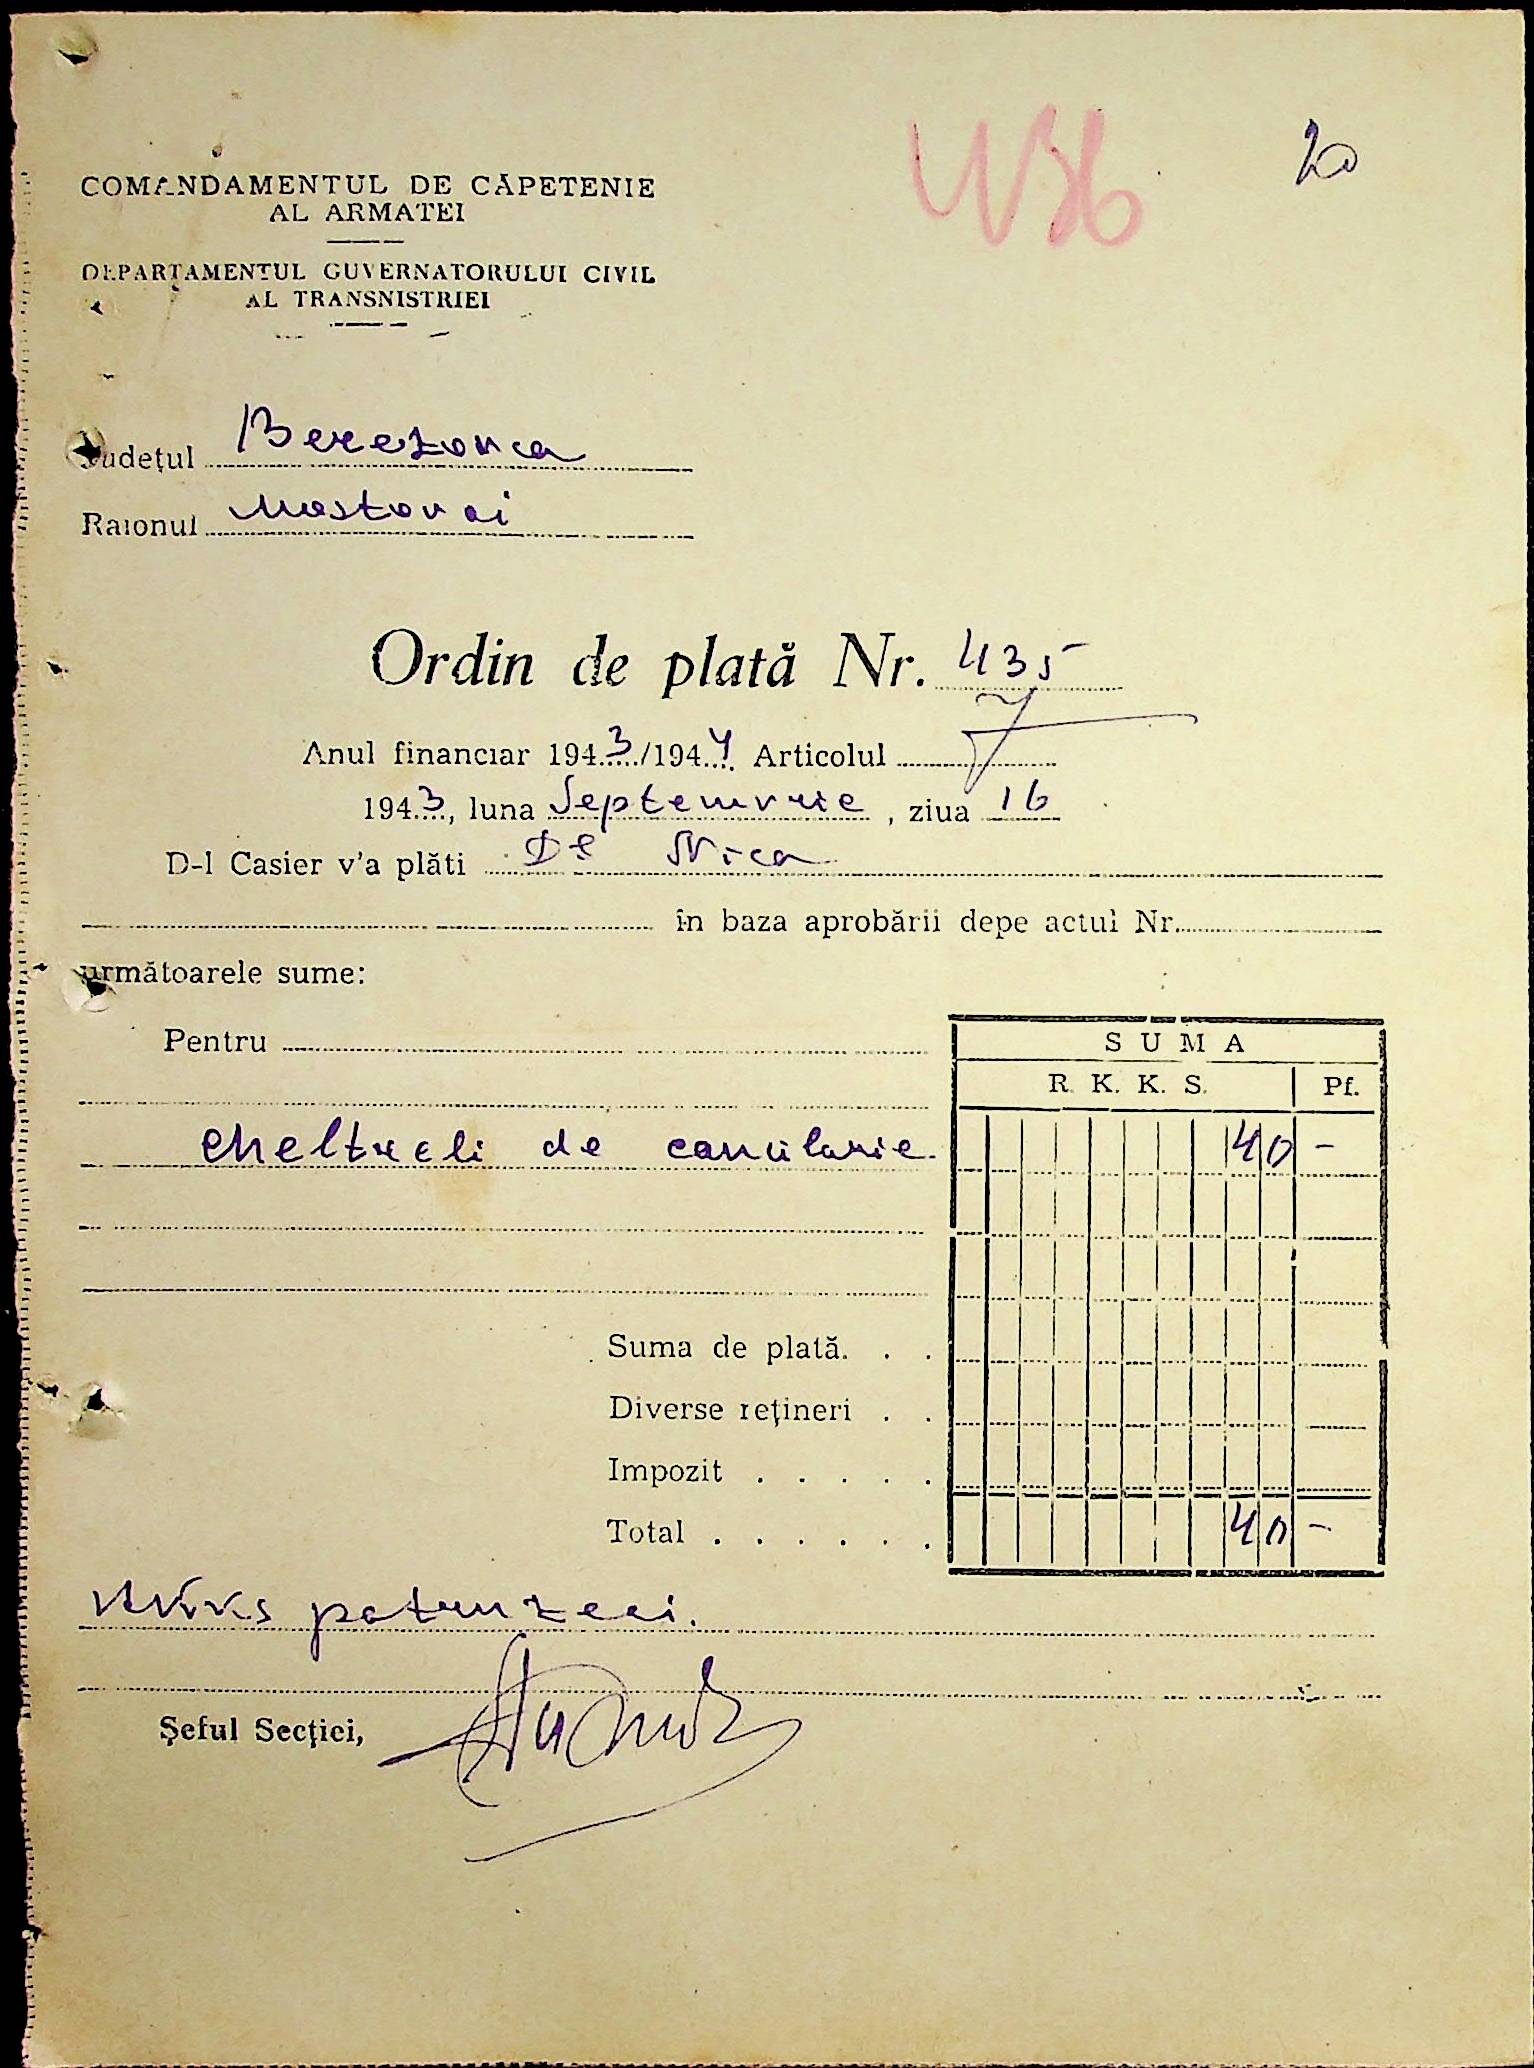 436
20
COMANDAMENTUL DE CĂPETENIE
AL ARMATEI
DEPARTAMENTUL GUVERNATORULUI CIVIL
AL TRANSNISTRIEI
Județul Berezovca
Raionul Mostovoi
Ordin de plată Nr. 435
Anul financiar 1943/1944 Articolul 7
1943, luna Septemvrie, ziua 16
D-l Casier v'a plăti Dl Nica
în baza aprobării depe actul Nr.
următoarele sume:
Pentru
SUMA
R. K. K. S. Pf.
cheltueli de cancilarie. 40 -
Suma de plată. . .
Diverse rețineri . .
Impozit . . . . .
Total . . . . . . 40 -
RKKS patruzeci.
Șeful Secției,